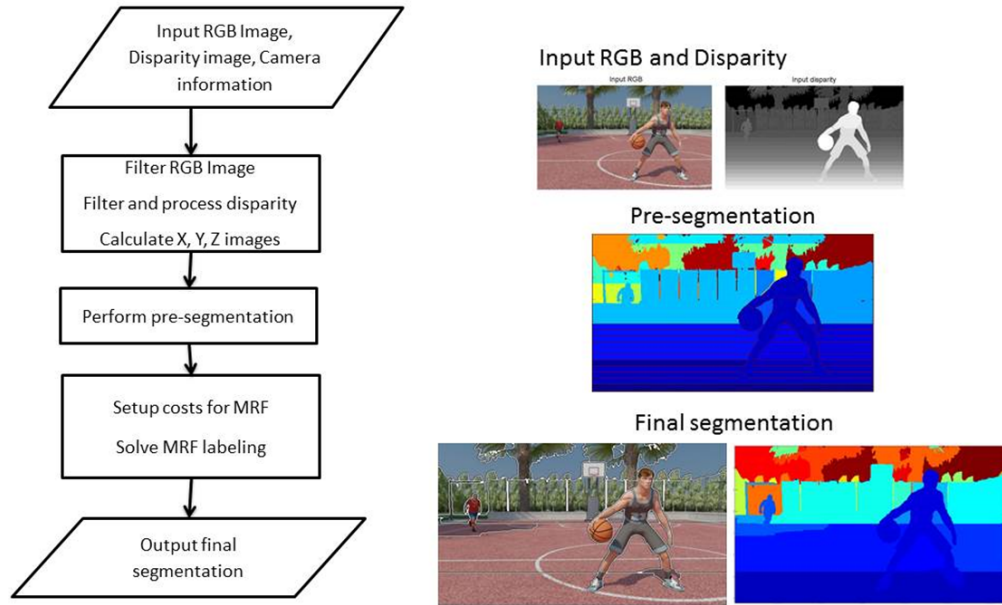 Input RGB Image,
Disparity image, Camera
information
Filter RGB Image
Filter and process disparity
Calculate X, Y, Z images
Perform pre-segmentation
Setup costs for MRF
Solve MRF labeling
Output final
segmentation
Input RGB and Disparity
Input RGB
Input disparity
Pre-segmentation
Final segmentation